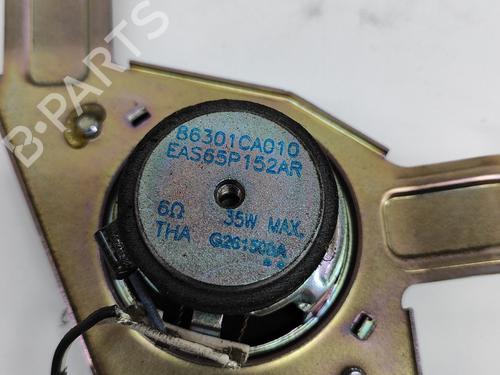 B-PARTS
86301CA010
EAS65P152AR
6Ω 35W MAX.
THA G261500A